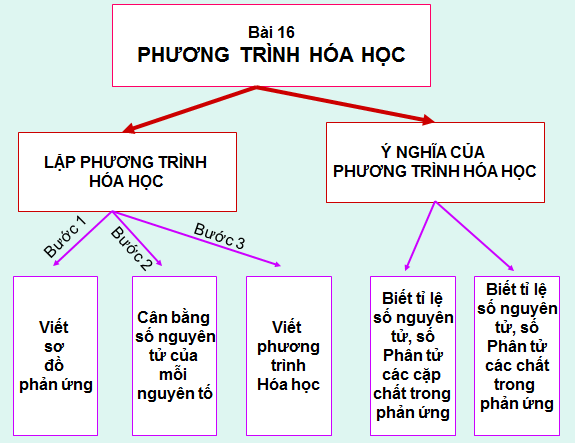 Bài 16
PHƯƠNG TRÌNH HÓA HỌC
LẬP PHƯƠNG TRÌNH
HÓA HỌC
Ý NGHĨA CỦA
PHƯƠNG TRÌNH HÓA HỌC
Bước 1
Bước 2
Bước 3
Viết
sơ
đồ
phản ứng
Cân bằng
số nguyên
tử của
mỗi
nguyên tố
Viết
phương
trình
Hóa học
Biết tỉ lệ
số nguyên
tử, số
Phân tử
các cặp
chất trong
phản ứng
Biết tỉ lệ
số nguyên
tử, số
Phân tử
các chất
trong
phản ứng